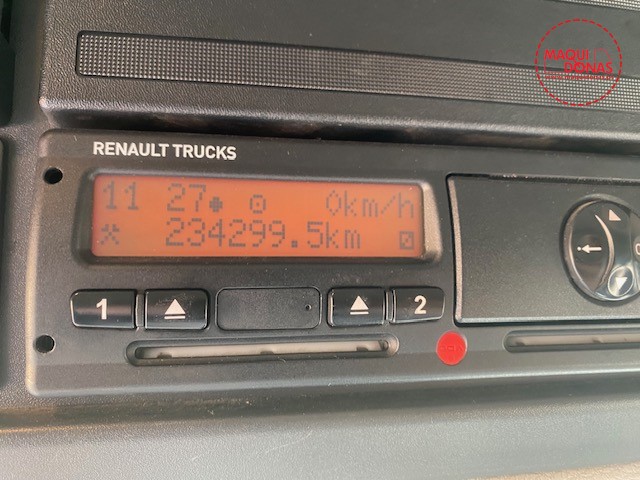 MAQUI
DONAS
RENAULT TRUCKS
11 27 0km/h
234299.5km
1 2